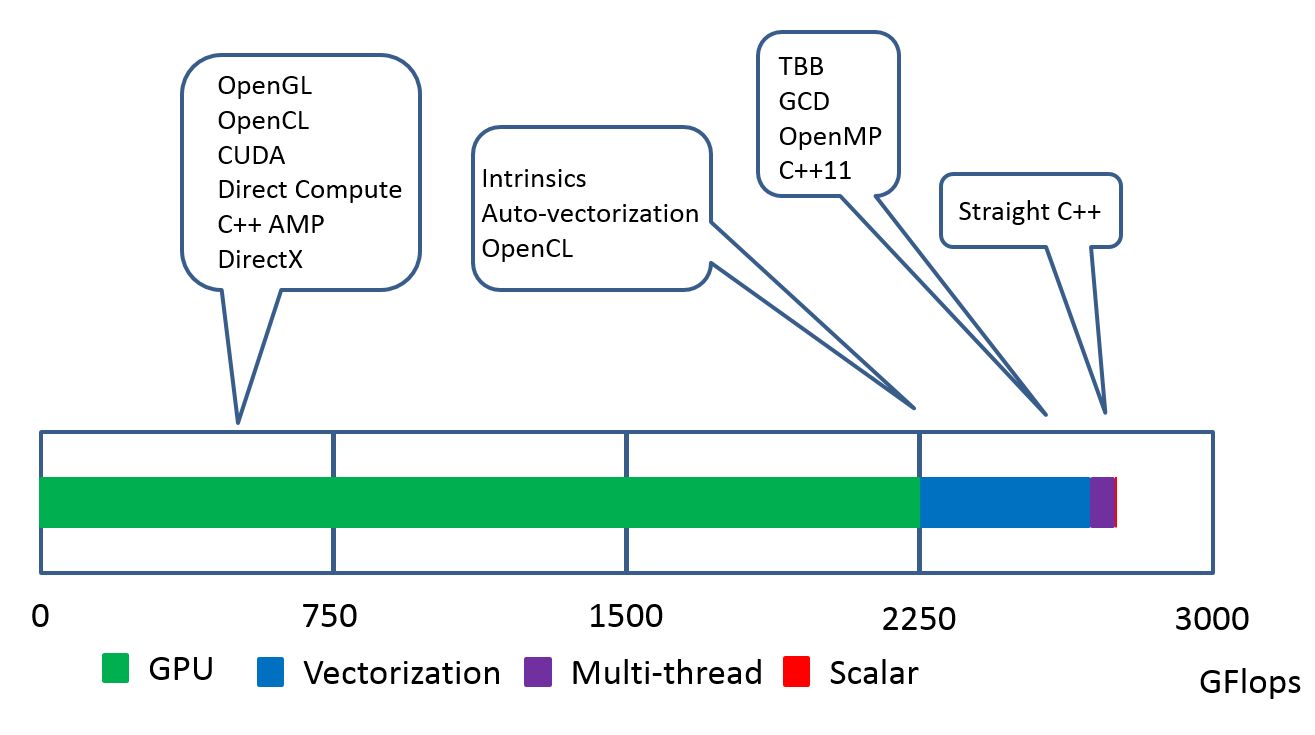 OpenGL
OpenCL
CUDA
Direct Compute
C++ AMP
DirectX
Intrinsics
Auto-vectorization
OpenCL
TBB
GCD
OpenMP
C++11
Straight C++
0 750 1500 2250 3000
GPU Vectorization Multi-thread Scalar
GFlops